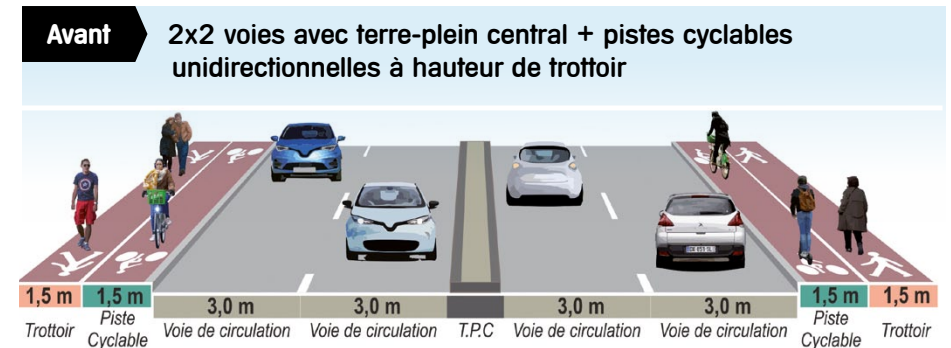 Avant
2x2 voies avec terre-plein central + pistes cyclables
unidirectionnelles à hauteur de trottoir
1,5 m 1,5 m 3,0 m 3,0 m 3,0 m 3,0 m 1,5 m 1,5 m
Trottoir Piste Cyclable Voie de circulation Voie de circulation T.P.C Voie de circulation Voie de circulation Piste Cyclable Trottoir